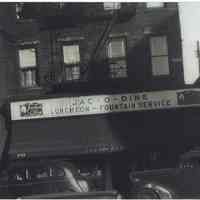 JAC-O-DINE
LUNCHEON - FOUNTAIN SERVICE